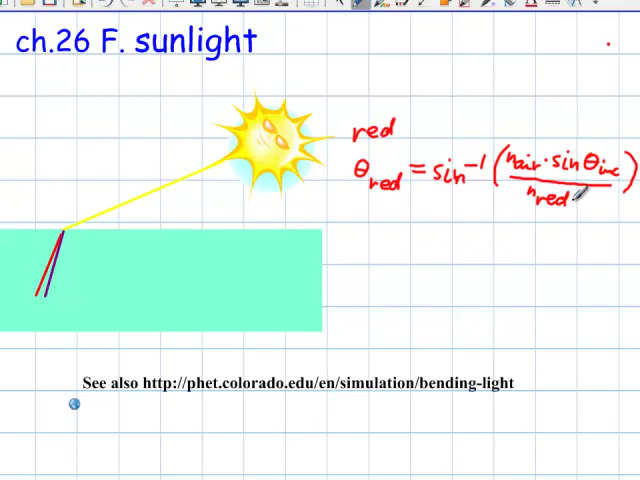 ch.26 F. sunlight
red
θred = sin⁻¹ (nair · sin θinc / nred)
See also http://phet.colorado.edu/en/simulation/bending-light